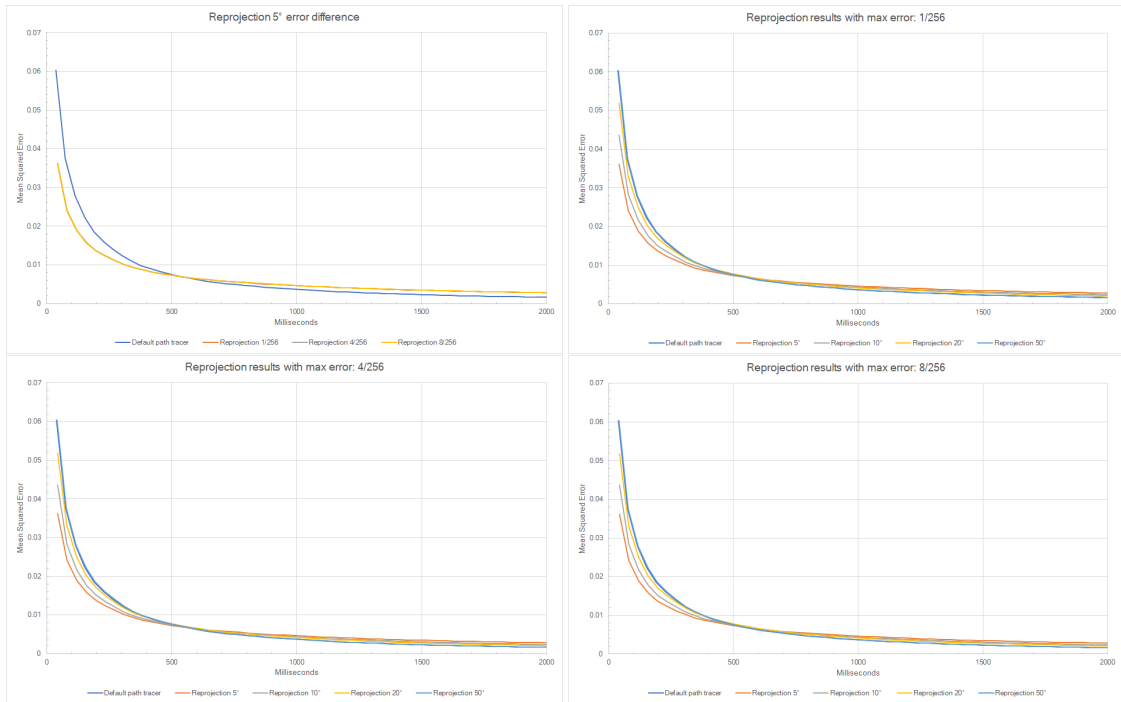 Reprojection 5° error difference
0.07
0.06
0.05
0.04
0.03
0.02
0.01
0
Mean Squared Error
0
500
1000
1500
2000
Milliseconds
Default path tracer
Reprojection 1/256
Reprojection 4/256
Reprojection 8/256
Reprojection results with max error: 1/256
0.07
0.06
0.05
0.04
0.03
0.02
0.01
0
Mean Squared Error
0
500
1000
1500
2000
Milliseconds
Default path tracer
Reprojection 5°
Reprojection 10°
Reprojection 20°
Reprojection 50°
Reprojection results with max error: 4/256
0.07
0.06
0.05
0.04
0.03
0.02
0.01
0
Mean Squared Error
0
500
1000
1500
2000
Milliseconds
Default path tracer
Reprojection 5°
Reprojection 10°
Reprojection 20°
Reprojection 50°
Reprojection results with max error: 8/256
0.07
0.06
0.05
0.04
0.03
0.02
0.01
0
Mean Squared Error
0
500
1000
1500
2000
Milliseconds
Default path tracer
Reprojection 5°
Reprojection 10°
Reprojection 20°
Reprojection 50°